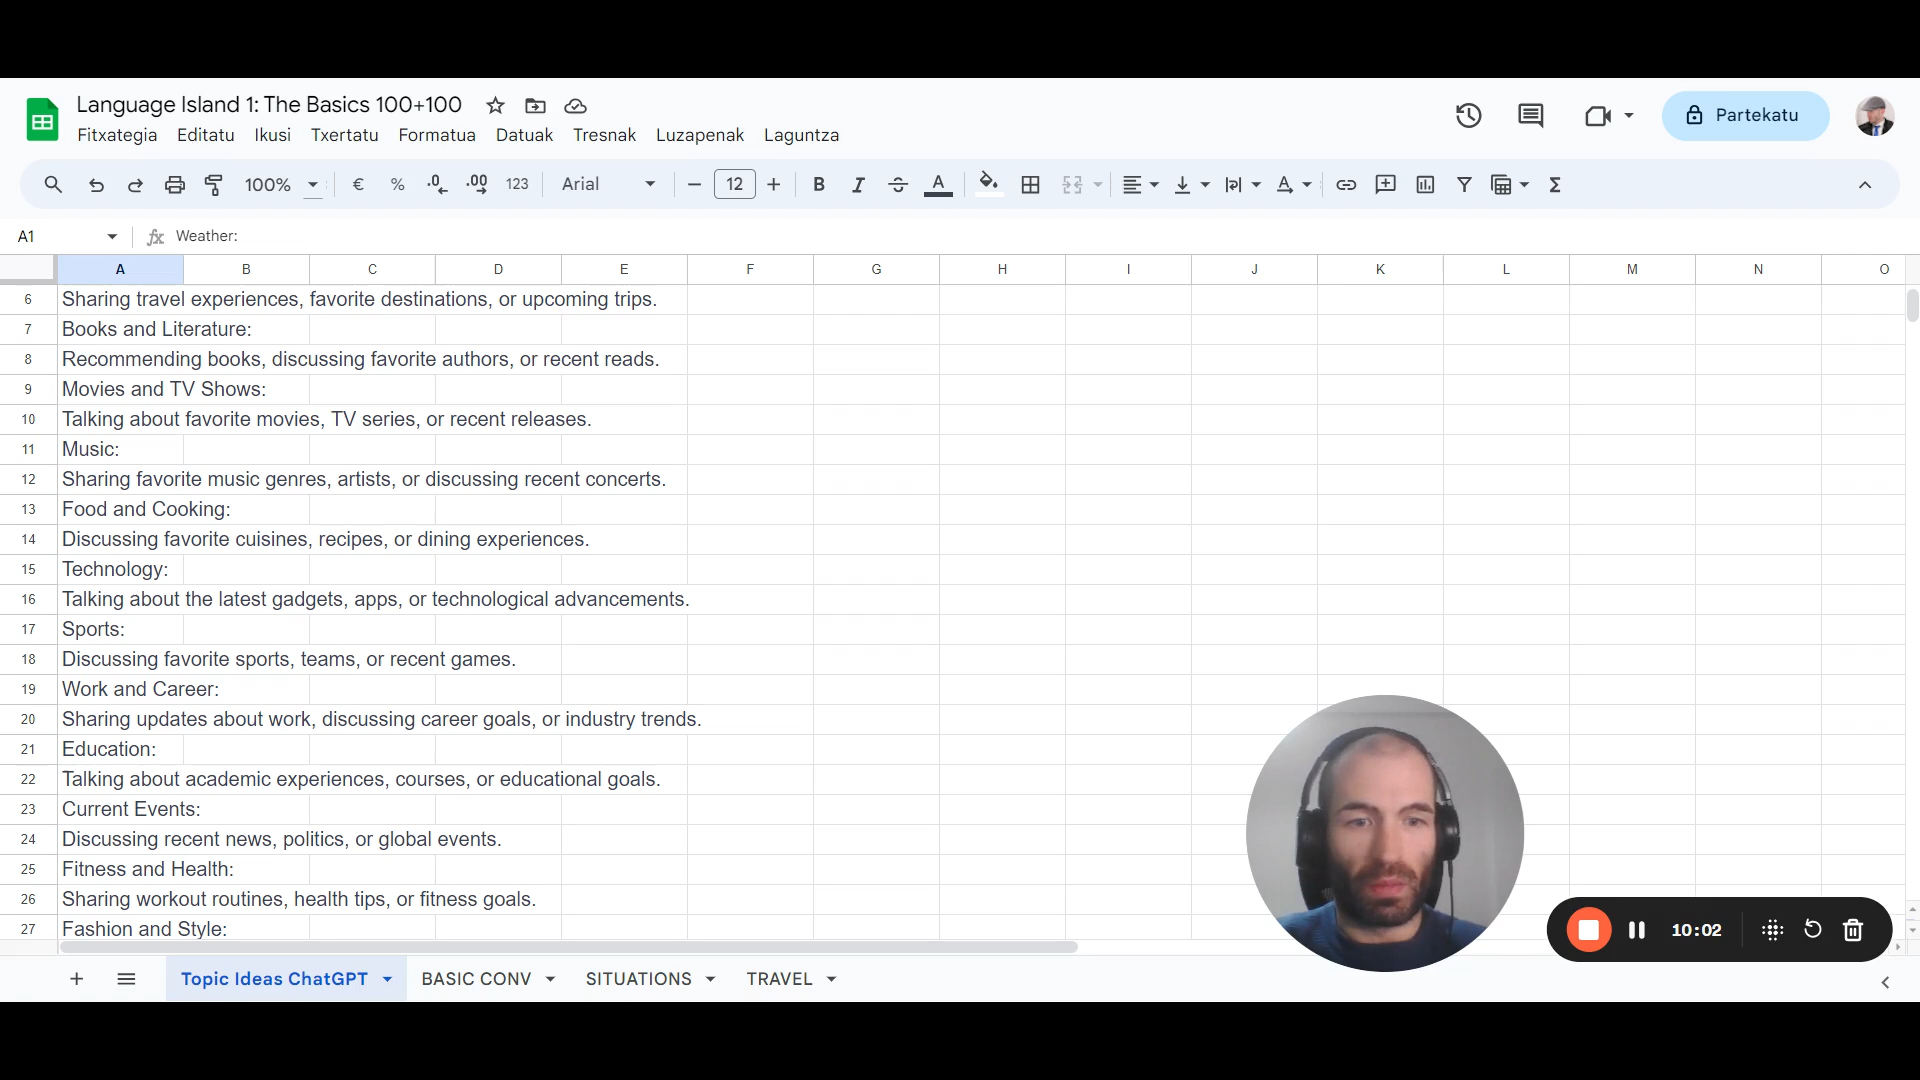 Language Island 1: The Basics 100+100
Fitxategia Editatu Ikusi Txertatu Formatua Datuak Tresnak Luzapenak Laguntza
Partekatu
100% € % .0 .00 123 Arial 12 B I A
A1 fx Weather:
A B C D E F G H I J K L M N O
6 Sharing travel experiences, favorite destinations, or upcoming trips.
7 Books and Literature:
8 Recommending books, discussing favorite authors, or recent reads.
9 Movies and TV Shows:
10 Talking about favorite movies, TV series, or recent releases.
11 Music:
12 Sharing favorite music genres, artists, or discussing recent concerts.
13 Food and Cooking:
14 Discussing favorite cuisines, recipes, or dining experiences.
15 Technology:
16 Talking about the latest gadgets, apps, or technological advancements.
17 Sports:
18 Discussing favorite sports, teams, or recent games.
19 Work and Career:
20 Sharing updates about work, discussing career goals, or industry trends.
21 Education:
22 Talking about academic experiences, courses, or educational goals.
23 Current Events:
24 Discussing recent news, politics, or global events.
25 Fitness and Health:
26 Sharing workout routines, health tips, or fitness goals.
27 Fashion and Style:
10:02
Topic Ideas ChatGPT BASIC CONV SITUATIONS TRAVEL